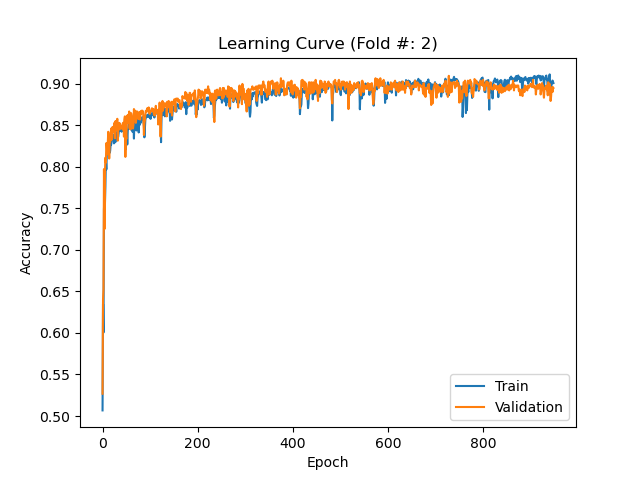 Learning Curve (Fold #: 2)
Accuracy
0.90
0.85
0.80
0.75
0.70
0.65
0.60
0.55
0.50
0 200 400 600 800
Epoch
Train
Validation